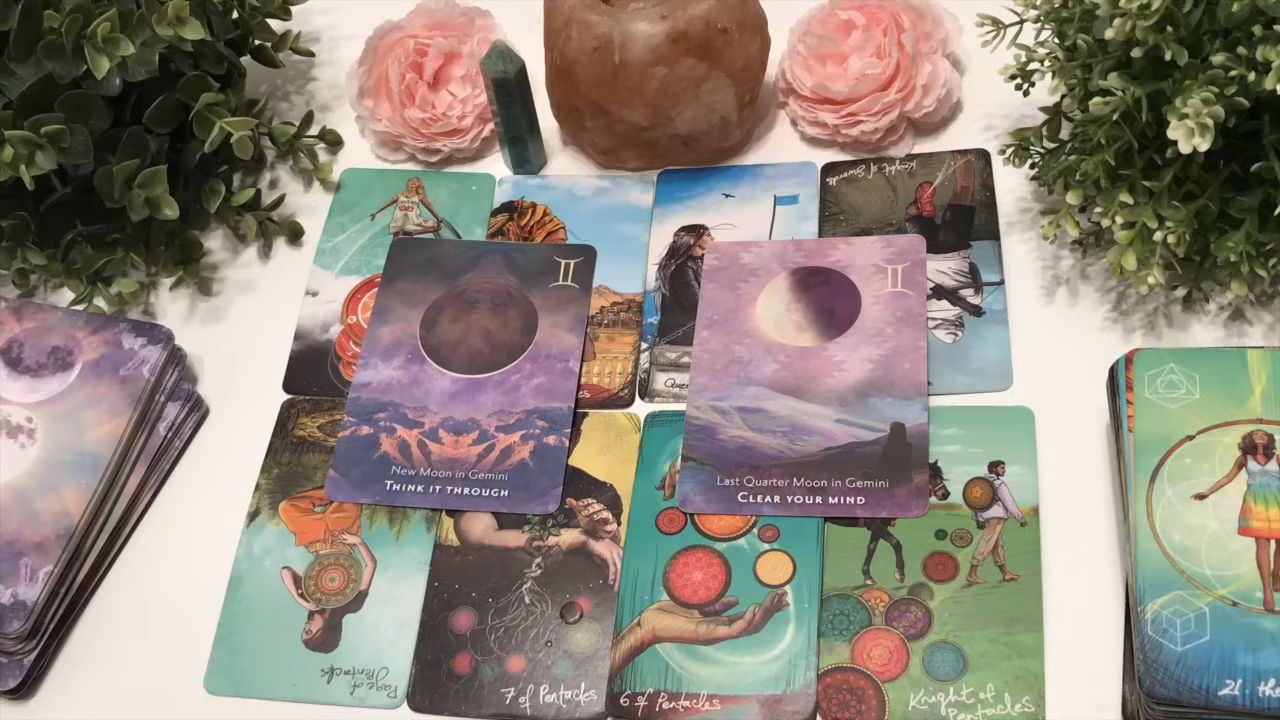 Knight of Swords
Que
New Moon in Gemini
THINK IT THROUGH
Last Quarter Moon in Gemini
CLEAR YOUR MIND
Page of
Pentacles
7 of Pentacles
6 of Pentacles
Knight of
Pentacles
21. the